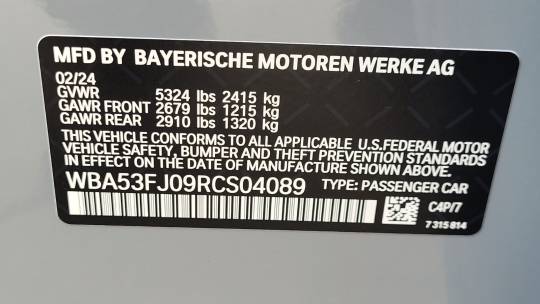 MFD BY BAYERISCHE MOTOREN WERKE AG
02/24
GVWR 5324 lbs 2415 kg
GAWR FRONT 2679 lbs 1215 kg
GAWR REAR 2910 lbs 1320 kg
THIS VEHICLE CONFORMS TO ALL APPLICABLE U.S.FEDERAL MOTOR
VEHICLE SAFETY, BUMPER AND THEFT PREVENTION STANDARDS
IN EFFECT ON THE DATE OF MANUFACTURE SHOWN ABOVE.
WBA53FJ09RCS04089 TYPE: PASSENGER CAR
C4P/7
7 315 814